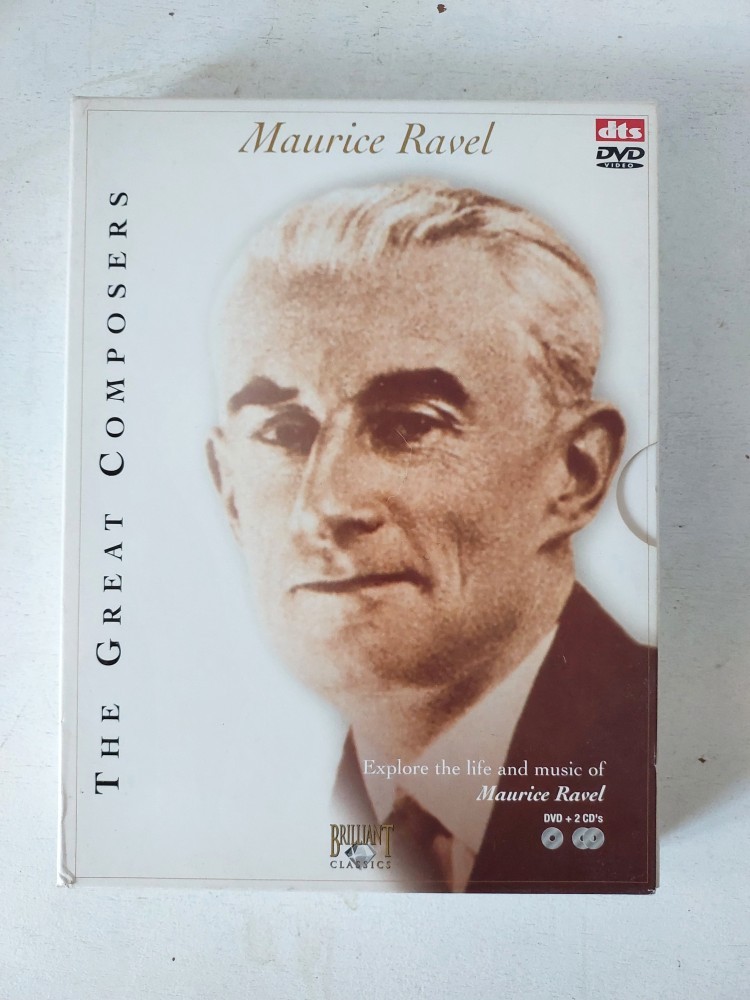 Maurice Ravel
dts
DVD
VIDEO
THE GREAT COMPOSERS
Explore the life and music of
Maurice Ravel
DVD + 2 CD's
BRILLIANT
CLASSICS